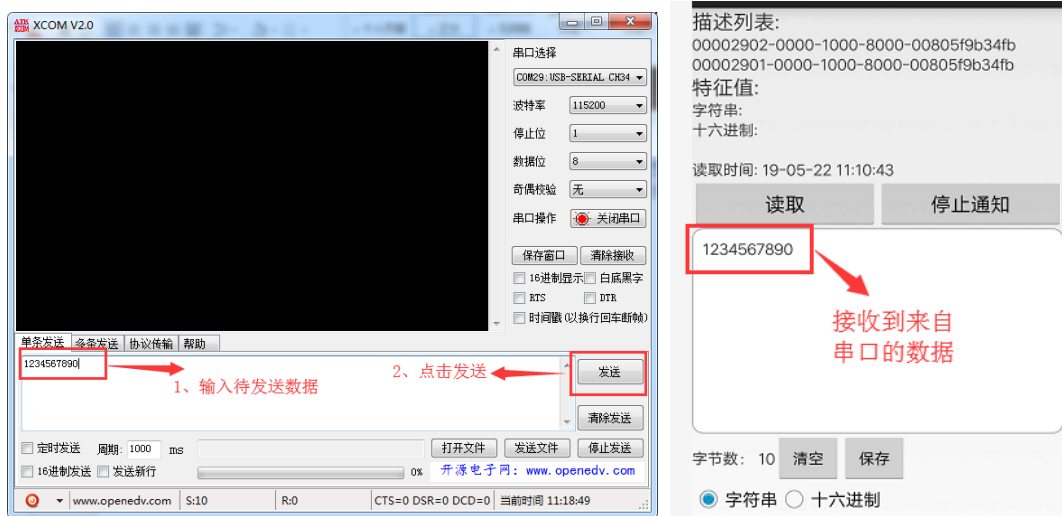 ATK XCOM XCOM V2.0
串口选择
COM29:USB-SERIAL CH34
波特率 115200
停止位 1
数据位 8
奇偶校验 无
串口操作 关闭串口
保存窗口 清除接收
16进制显示 白底黑字
RTS DTR
时间戳(以换行回车断帧)
单条发送 多条发送 协议传输 帮助
1234567890
1、输入待发送数据
2、点击发送
发送
清除发送
定时发送 周期: 1000 ms 打开文件 发送文件 停止发送
16进制发送 发送新行 0% 开源电子网: www.openedv.com
www.openedv.com S:10 R:0 CTS=0 DSR=0 DCD=0 当前时间 11:18:49
描述列表:
00002902-0000-1000-8000-00805f9b34fb
00002901-0000-1000-8000-00805f9b34fb
特征值:
字符串:
十六进制:
读取时间: 19-05-22 11:10:43
读取 停止通知
1234567890
接收到来自
串口的数据
字节数: 10 清空 保存
字符串 十六进制